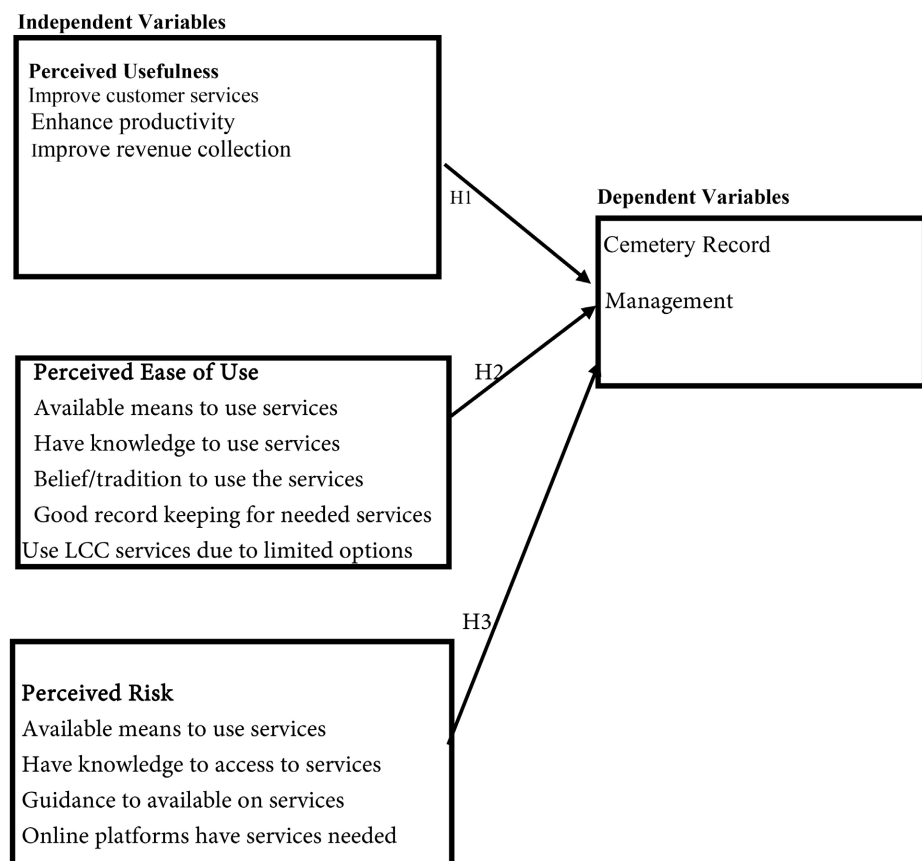 Independent Variables
Perceived Usefulness
Improve customer services
Enhance productivity
Improve revenue collection
H1
Dependent Variables
Cemetery Record
Management
H2
Perceived Ease of Use
Available means to use services
Have knowledge to use services
Belief/tradition to use the services
Good record keeping for needed services
Use LCC services due to limited options
H3
Perceived Risk
Available means to use services
Have knowledge to access to services
Guidance to available on services
Online platforms have services needed